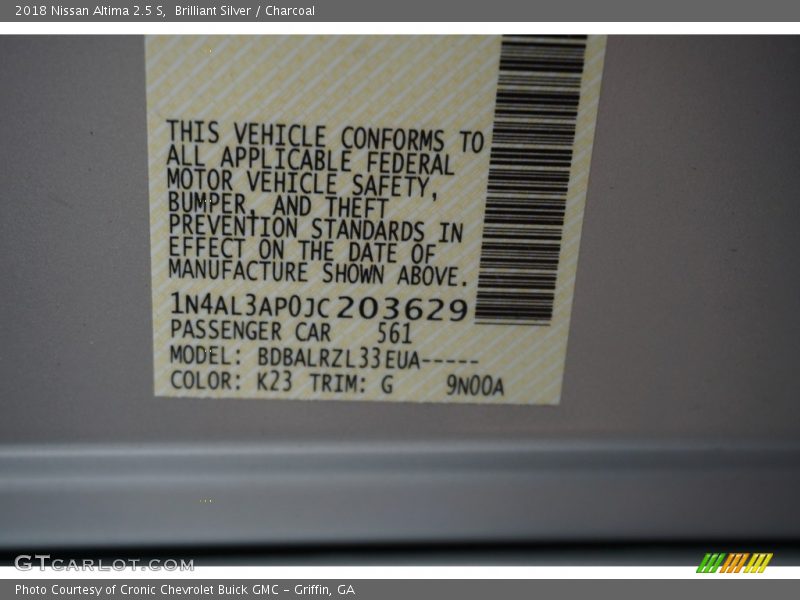 2018 Nissan Altima 2.5 S, Brilliant Silver / Charcoal
THIS VEHICLE CONFORMS TO
ALL APPLICABLE FEDERAL
MOTOR VEHICLE SAFETY,
BUMPER, AND THEFT
PREVENTION STANDARDS IN
EFFECT ON THE DATE OF
MANUFACTURE SHOWN ABOVE.
1N4AL3AP0JC203629
PASSENGER CAR 561
MODEL: BDBALRZL33EUA-----
COLOR: K23 TRIM: G 9N00A
GTCARLOT.COM
Photo Courtesy of Cronic Chevrolet Buick GMC - Griffin, GA